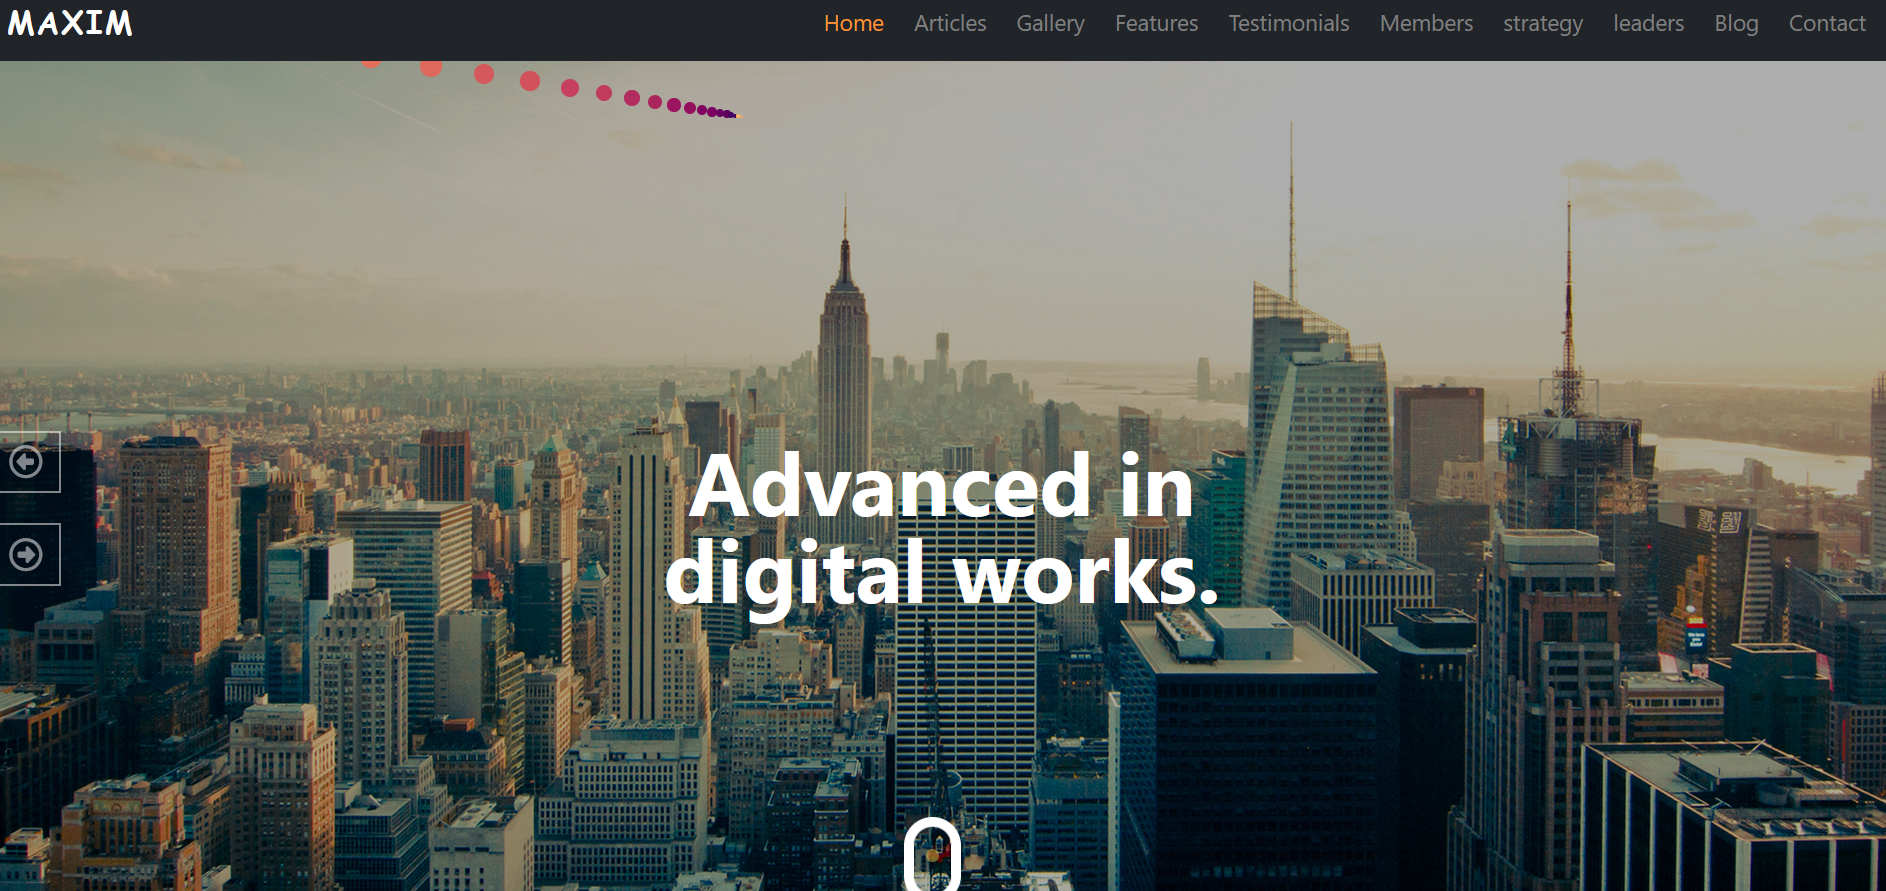 MAXIM
Home Articles Gallery Features Testimonials Members strategy leaders Blog Contact
Advanced in
digital works.